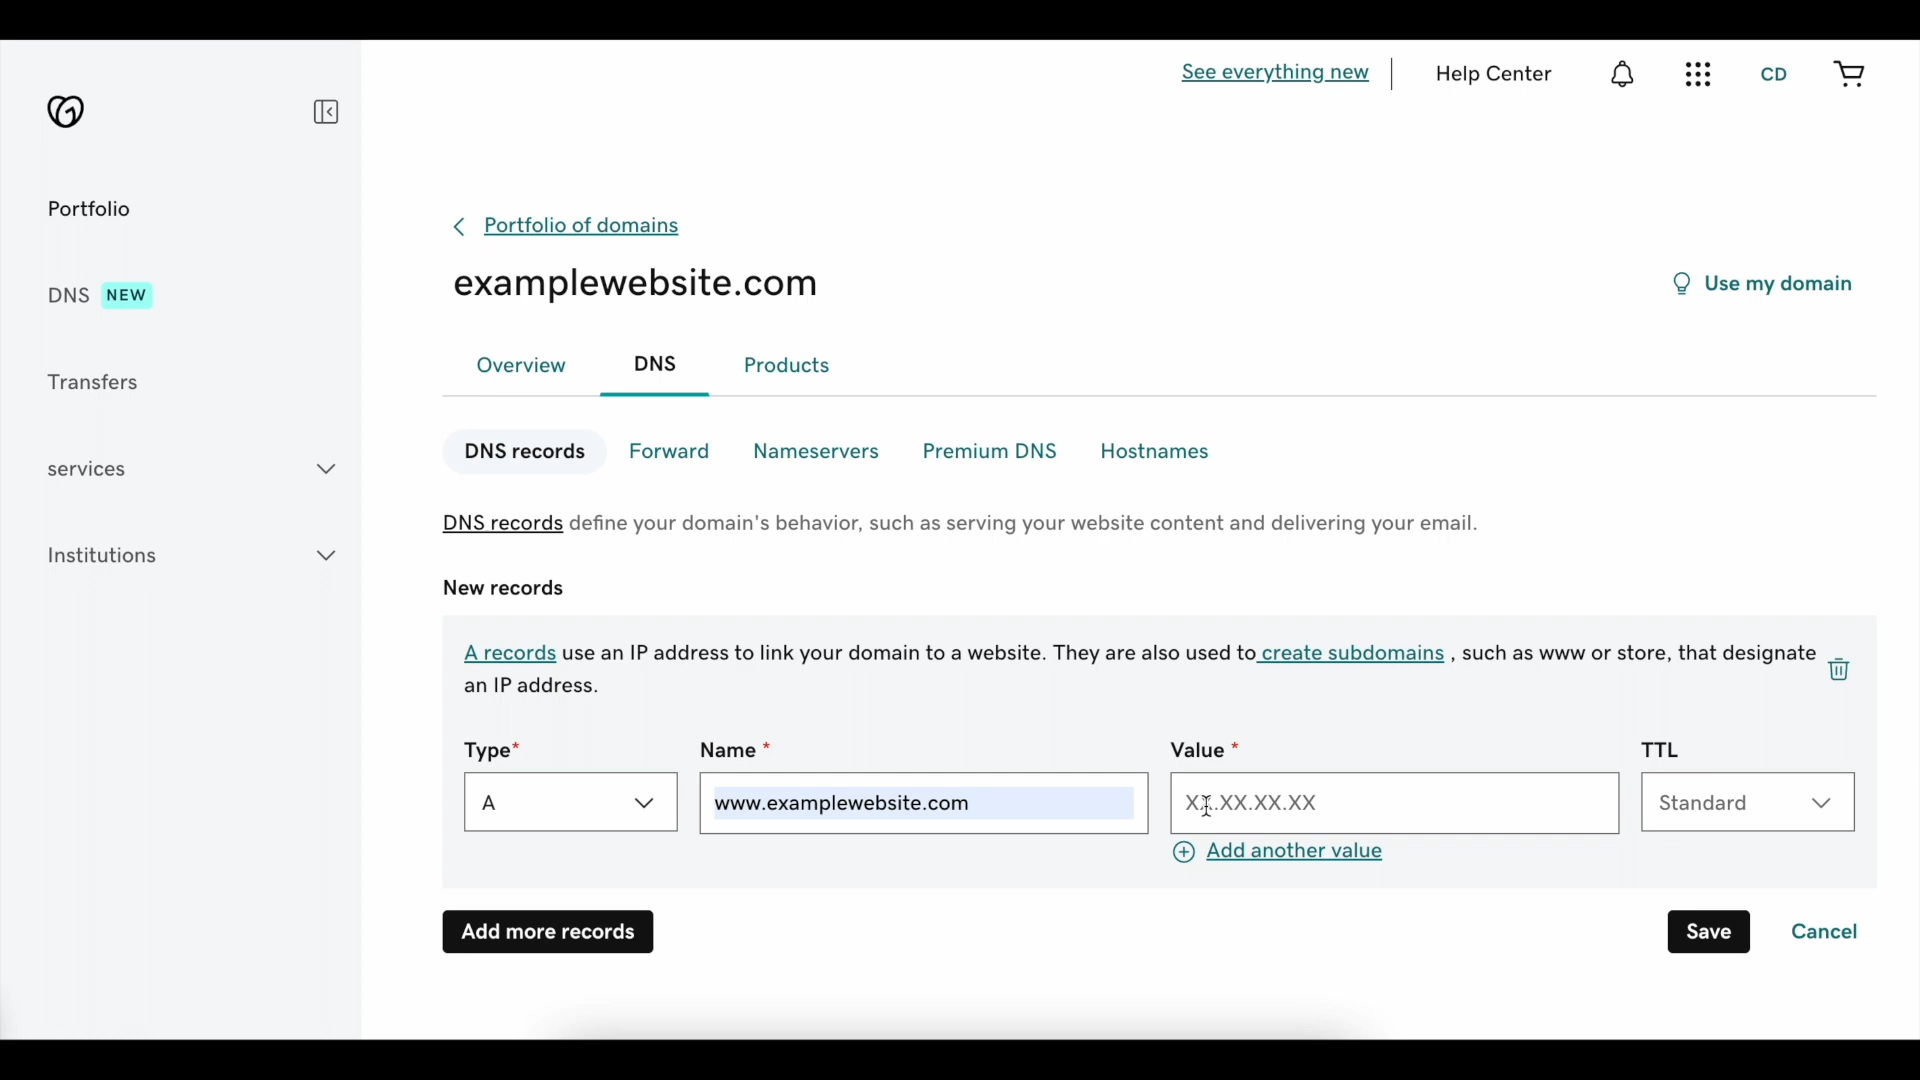 See everything new
Help Center
CD
Portfolio
DNS NEW
Transfers
services
Institutions
Portfolio of domains
examplewebsite.com
Use my domain
Overview
DNS
Products
DNS records
Forward
Nameservers
Premium DNS
Hostnames
DNS records define your domain's behavior, such as serving your website content and delivering your email.
New records
A records use an IP address to link your domain to a website. They are also used to create subdomains , such as www or store, that designate
an IP address.
Type*
Name *
Value *
TTL
A
www.examplewebsite.com
XX.XX.XX.XX
Standard
Add another value
Add more records
Save
Cancel